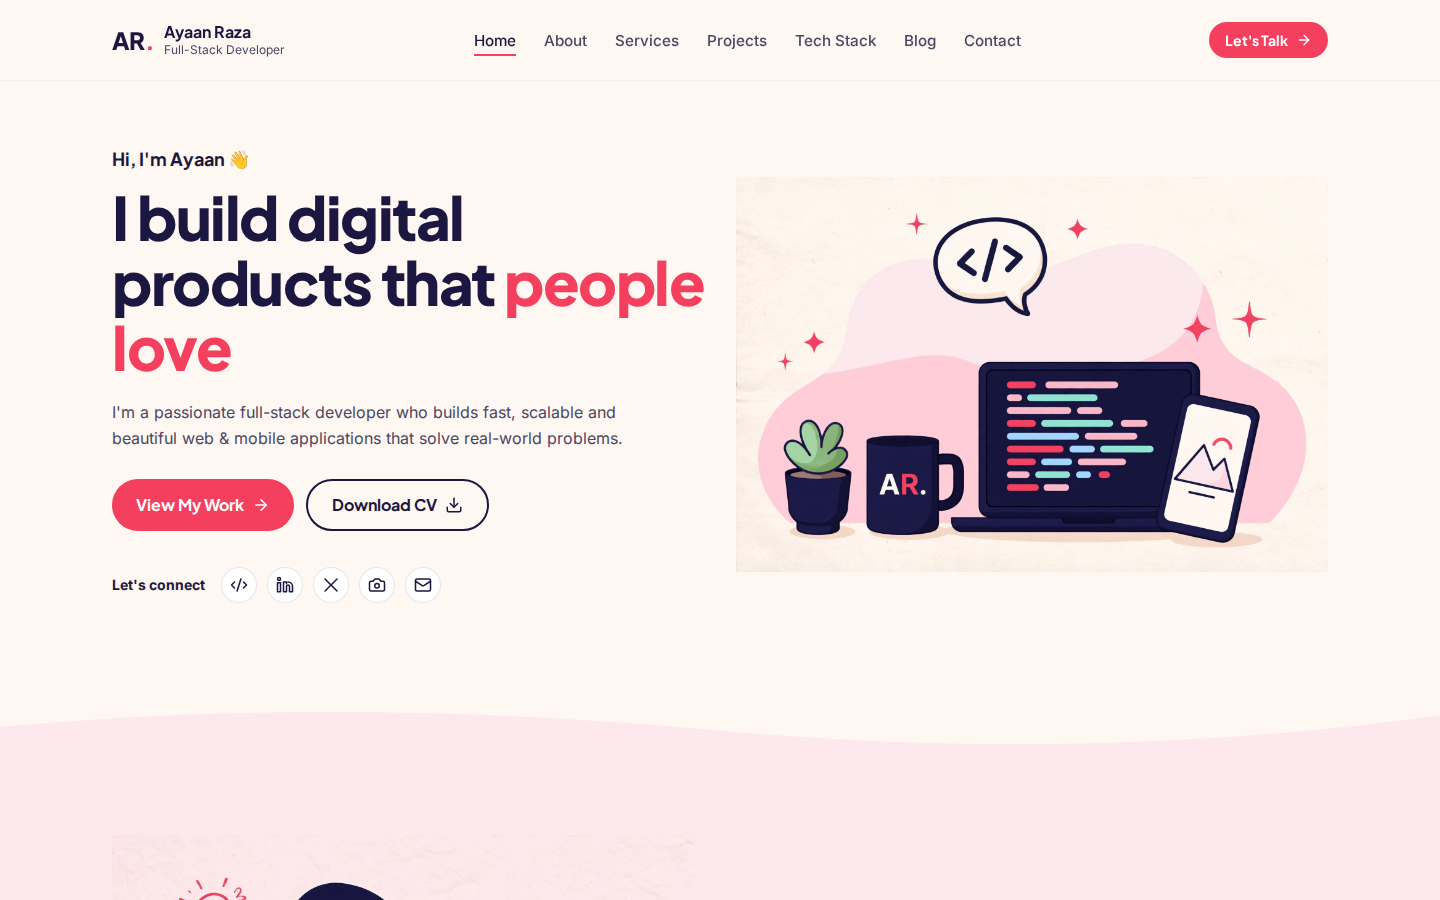 AR.
Ayaan Raza
Full-Stack Developer
Home
About
Services
Projects
Tech Stack
Blog
Contact
Let's Talk
Hi, I'm Ayaan 👋
I build digital
products that people
love
I'm a passionate full-stack developer who builds fast, scalable and
beautiful web & mobile applications that solve real-world problems.
View My Work
Download CV
Let's connect
</>
AR.